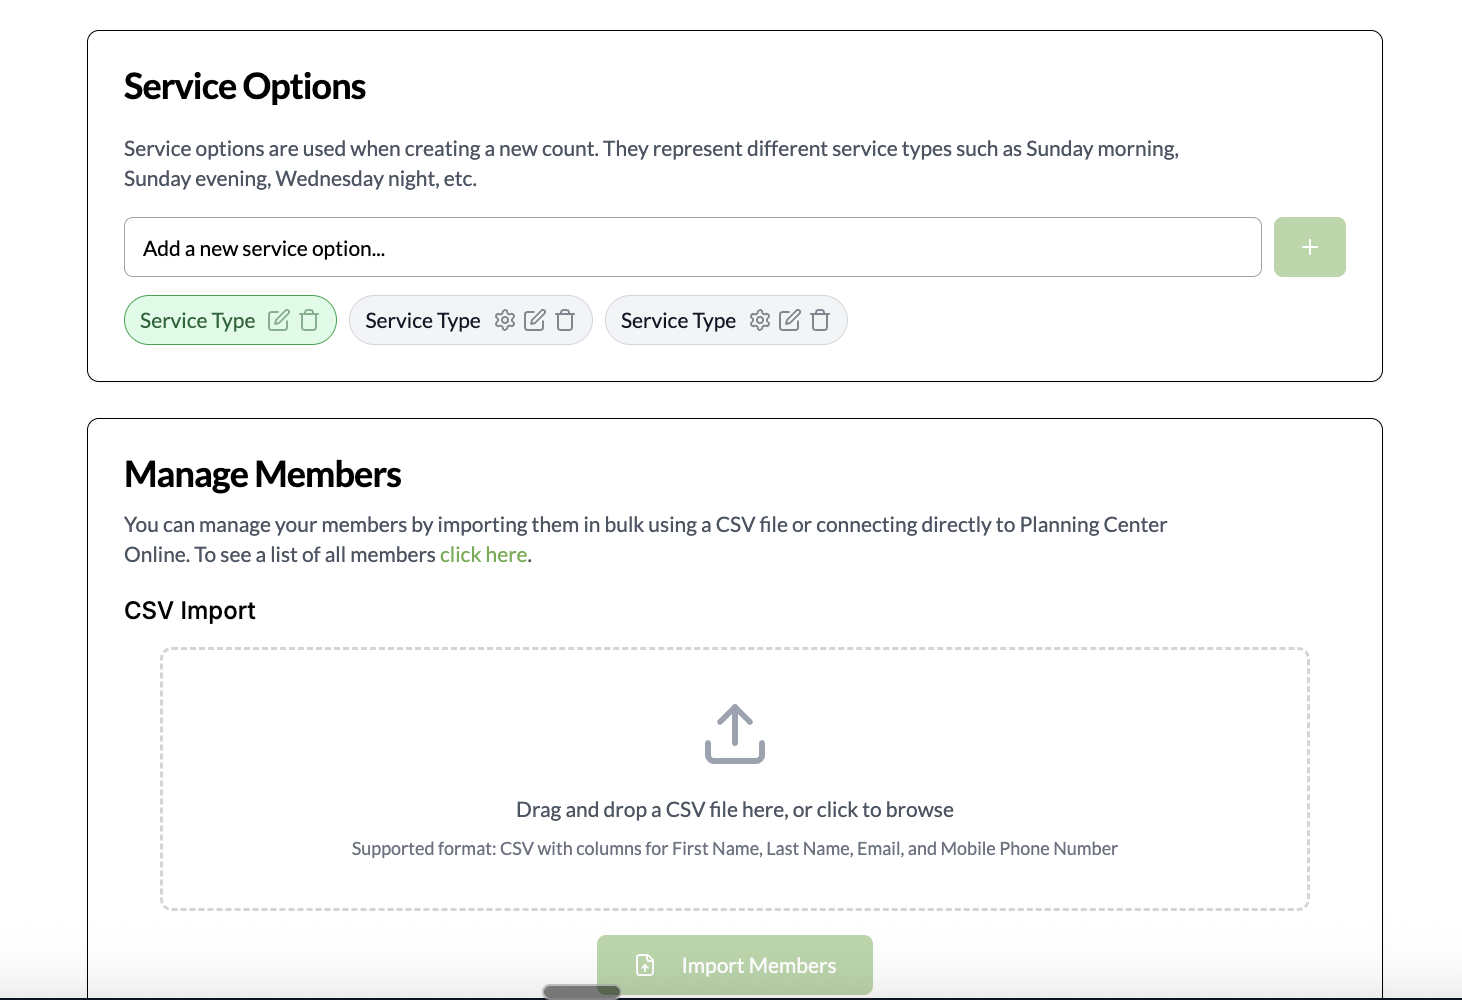 Service Options
Service options are used when creating a new count. They represent different service types such as Sunday morning,
Sunday evening, Wednesday night, etc.
Add a new service option...
Service Type
Service Type
Service Type
Manage Members
You can manage your members by importing them in bulk using a CSV file or connecting directly to Planning Center
Online. To see a list of all members click here.
CSV Import
Drag and drop a CSV file here, or click to browse
Supported format: CSV with columns for First Name, Last Name, Email, and Mobile Phone Number
Import Members